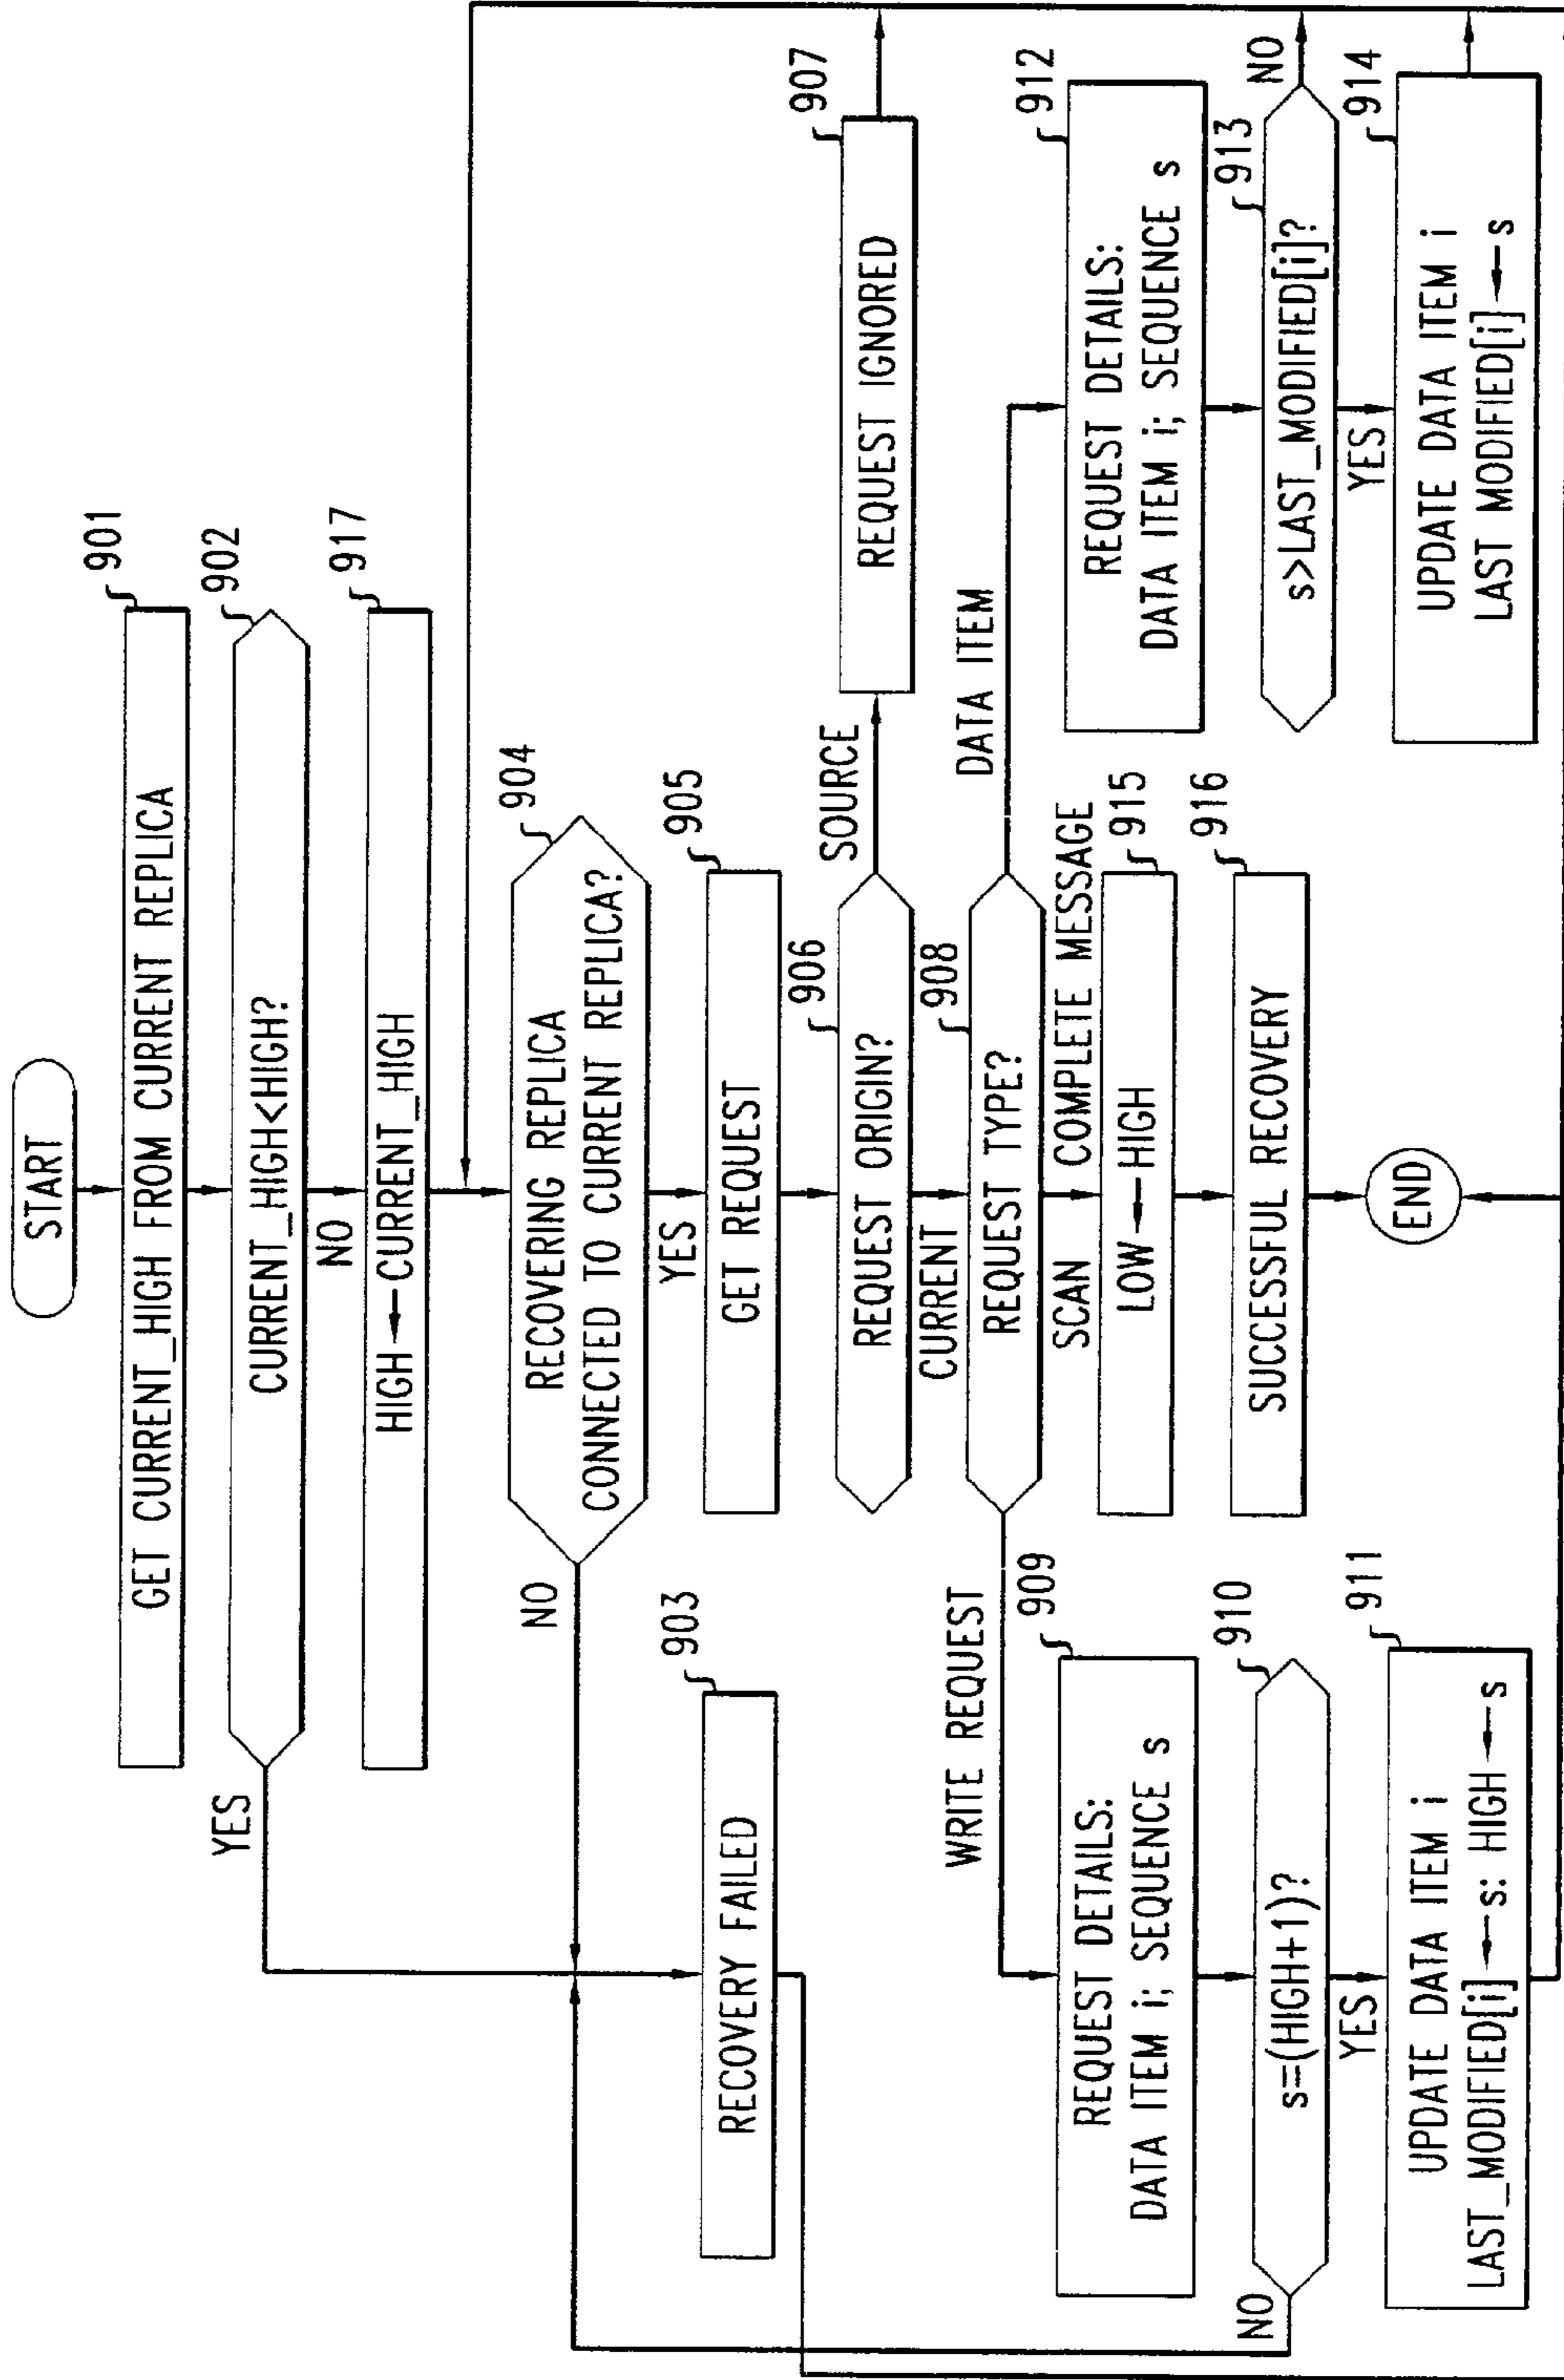 START
GET CURRENT_HIGH FROM CURRENT REPLICA
901
CURRENT_HIGH<HIGH?
902
YES
NO
HIGH ← CURRENT_HIGH
917
RECOVERING REPLICA
CONNECTED TO CURRENT REPLICA?
904
NO
YES
RECOVERY FAILED
903
GET REQUEST
905
REQUEST ORIGIN?
906
SOURCE
REQUEST IGNORED
907
CURRENT
REQUEST TYPE?
908
WRITE REQUEST
DATA ITEM
SCAN COMPLETE MESSAGE
REQUEST DETAILS:
DATA ITEM i; SEQUENCE s
909
LOW ← HIGH
915
REQUEST DETAILS:
DATA ITEM i; SEQUENCE s
912
s=(HIGH+1)?
910
NO
YES
SUCCESSFUL RECOVERY
916
s>LAST_MODIFIED[i]?
913
NO
YES
UPDATE DATA ITEM i
LAST_MODIFIED[i] ← s: HIGH ← s
911
END
UPDATE DATA ITEM i
LAST MODIFIED[i] ← s
914